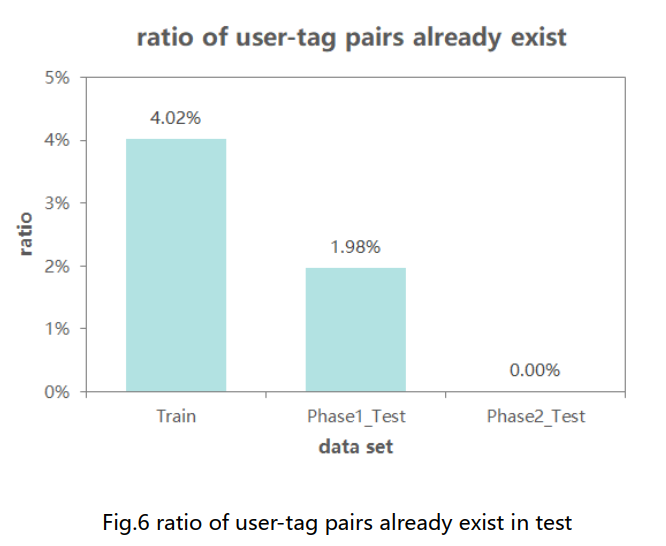 ratio of user-tag pairs already exist
5%
4%
3%
2%
1%
0%
ratio
4.02%
1.98%
0.00%
Train
Phase1_Test
Phase2_Test
data set
Fig.6 ratio of user-tag pairs already exist in test